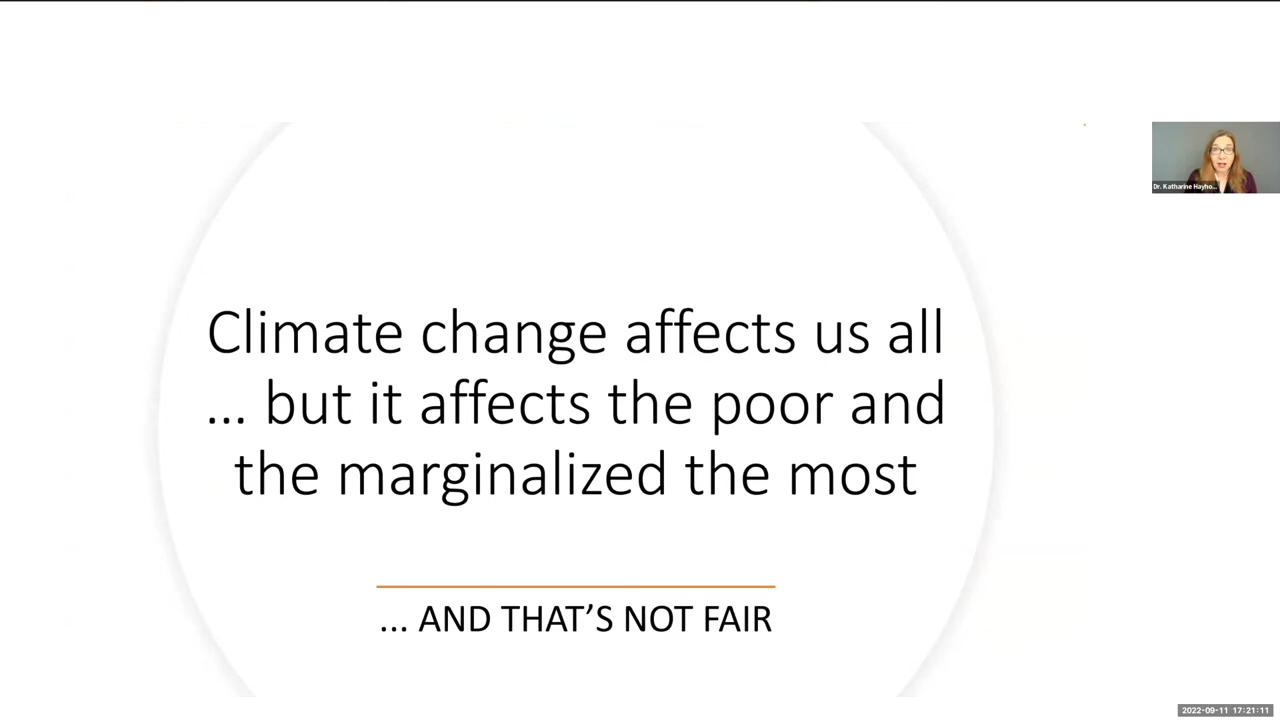 Climate change affects us all
... but it affects the poor and
the marginalized the most
... AND THAT’S NOT FAIR
Dr. Katharine Hayho...
2022-09-11 17:21:11